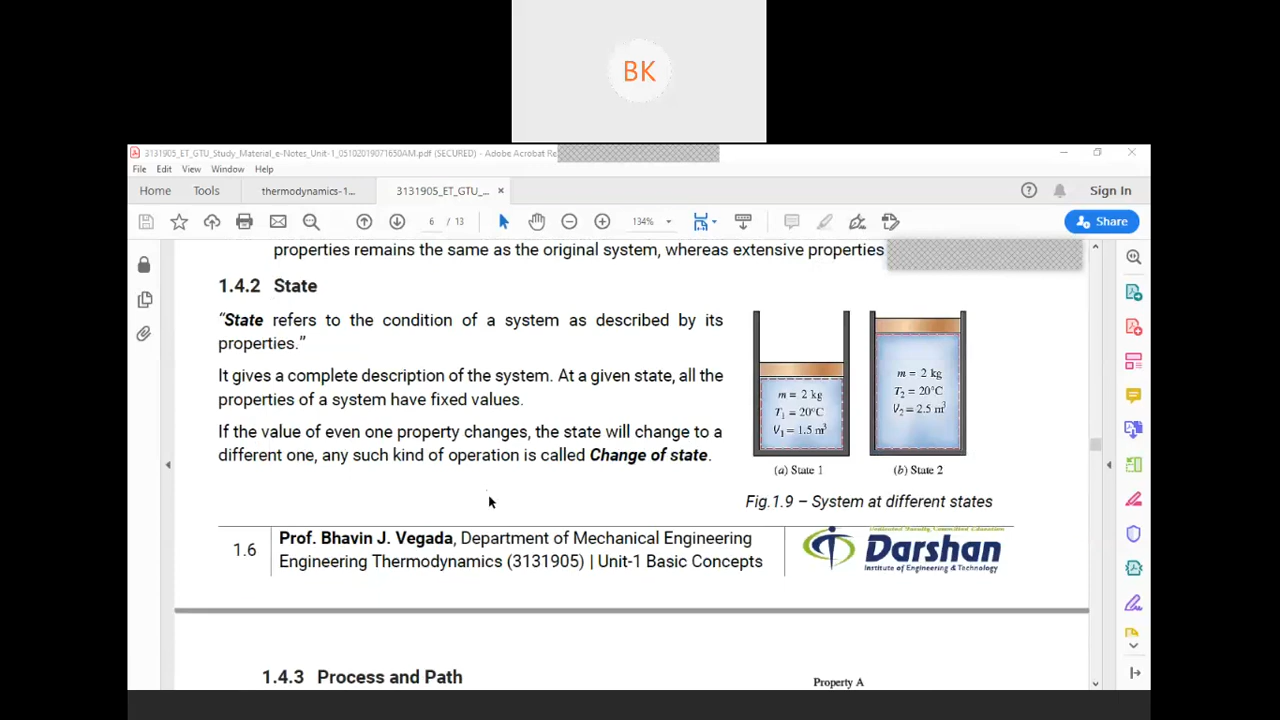 BK
3131905_ET_GTU_Study_Material_e-Notes_Unit-1_05102019071650AM.pdf (SECURED) - Adobe Acrobat Re
File Edit View Window Help
Home Tools thermodynamics-1... 3131905_ET_GTU_... × Sign In
6 / 13 134% Share
properties remains the same as the original system, whereas extensive properties
1.4.2 State
“State refers to the condition of a system as described by its
properties.”
It gives a complete description of the system. At a given state, all the
properties of a system have fixed values.
If the value of even one property changes, the state will change to a
different one, any such kind of operation is called Change of state.
m = 2 kg
T1 = 20°C
V1 = 1.5 m³
(a) State 1
m = 2 kg
T2 = 20°C
V2 = 2.5 m³
(b) State 2
Fig.1.9 – System at different states
1.6
Prof. Bhavin J. Vegada, Department of Mechanical Engineering
Engineering Thermodynamics (3131905) | Unit-1 Basic Concepts
Darshan
Institute of Engineering & Technology
1.4.3 Process and Path
Property A